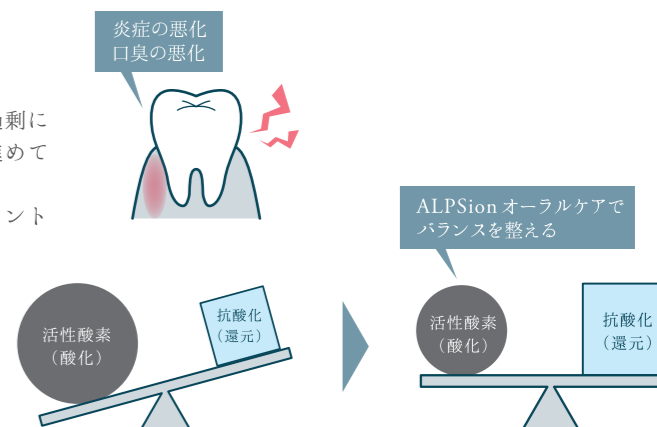 炎症の悪化
口臭の悪化
過剰に
進めて
ント
ALPSion オーラルケアで
バランスを整える
活性酸素
（酸化）
抗酸化
（還元）
活性酸素
（酸化）
抗酸化
（還元）